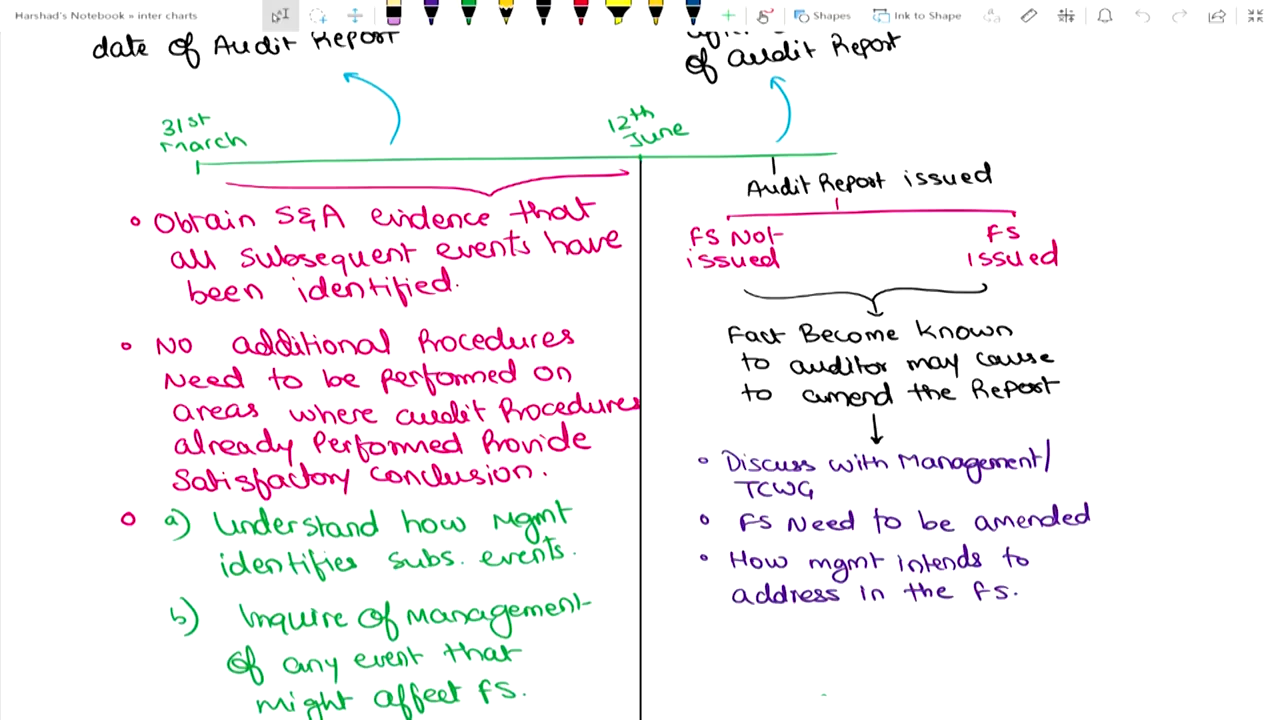 Harshad's Notebook » inter charts
Shapes
Ink to Shape
date of Audit Report
of Audit Report
31st
March
12th
June
Audit Report issued
FS Not
issued
FS
issued
• Obtain S&A evidence that
all subsequent events have
been identified.
• No additional Procedures
Need to be performed on
areas where audit Procedures
already Performed Provide
Satisfactory Conclusion.
a) Understand how Mgmt
identifies subs. events.
b) Inquire of Management
of any event that
might affect FS.
Fact Become known
to auditor may cause
to amend the Report
• Discuss with Management/
TCWG
• FS Need to be amended
• How mgmt intends to
address in the FS.